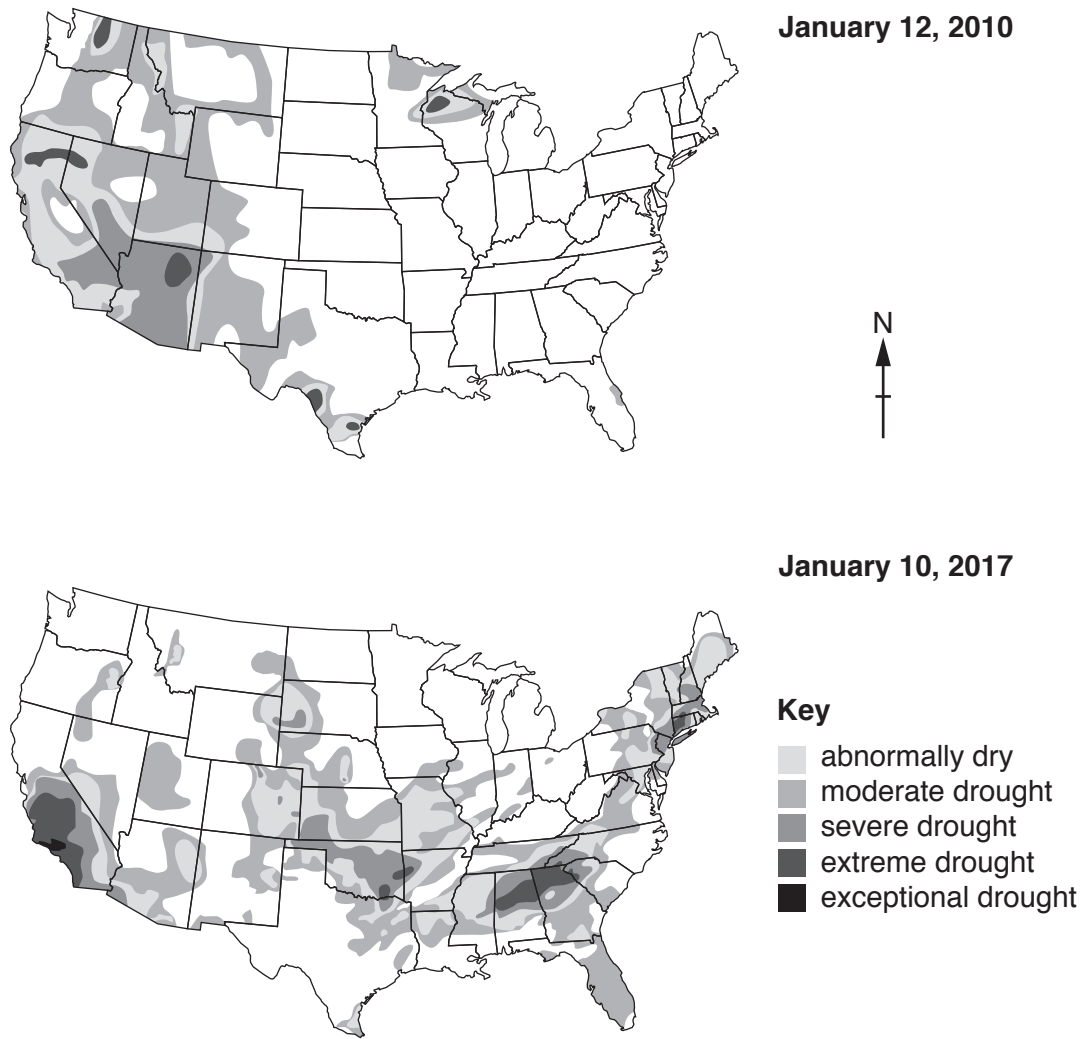 January 12, 2010
N
January 10, 2017
Key
abnormally dry
moderate drought
severe drought
extreme drought
exceptional drought